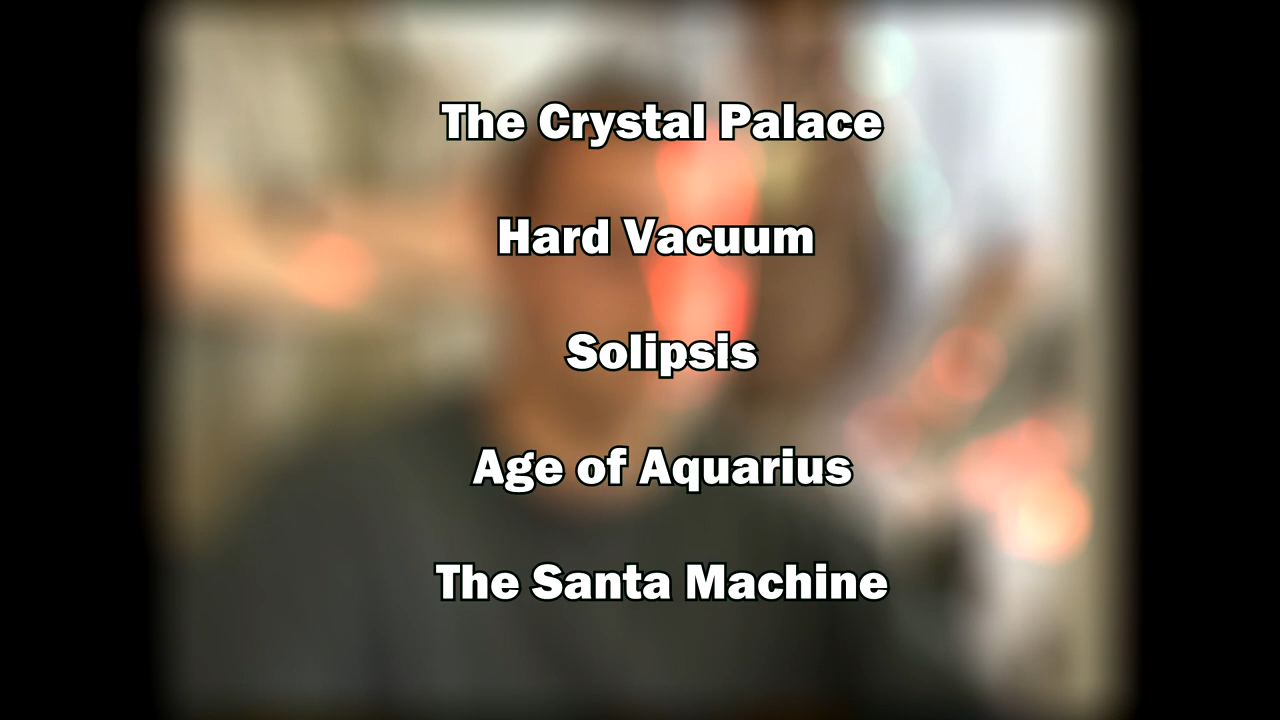 The Crystal Palace
Hard Vacuum
Solipsis
Age of Aquarius
The Santa Machine